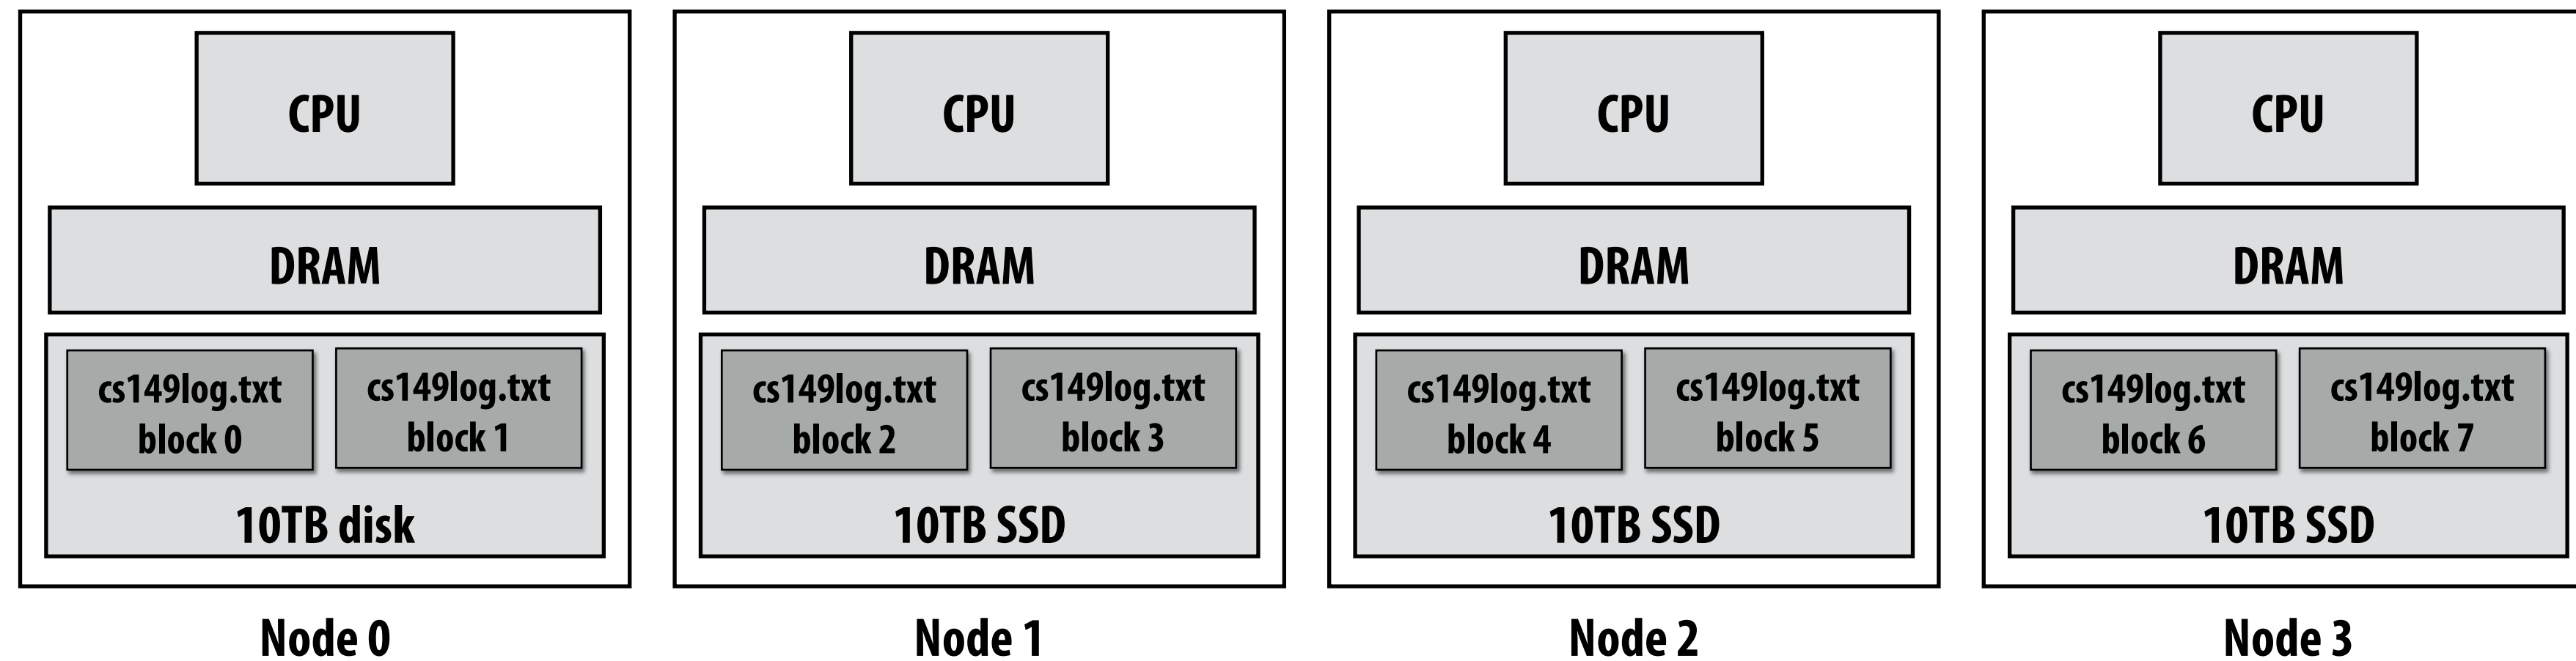 CPU
DRAM
cs149log.txt
block 0
cs149log.txt
block 1
10TB disk
Node 0
CPU
DRAM
cs149log.txt
block 2
cs149log.txt
block 3
10TB SSD
Node 1
CPU
DRAM
cs149log.txt
block 4
cs149log.txt
block 5
10TB SSD
Node 2
CPU
DRAM
cs149log.txt
block 6
cs149log.txt
block 7
10TB SSD
Node 3